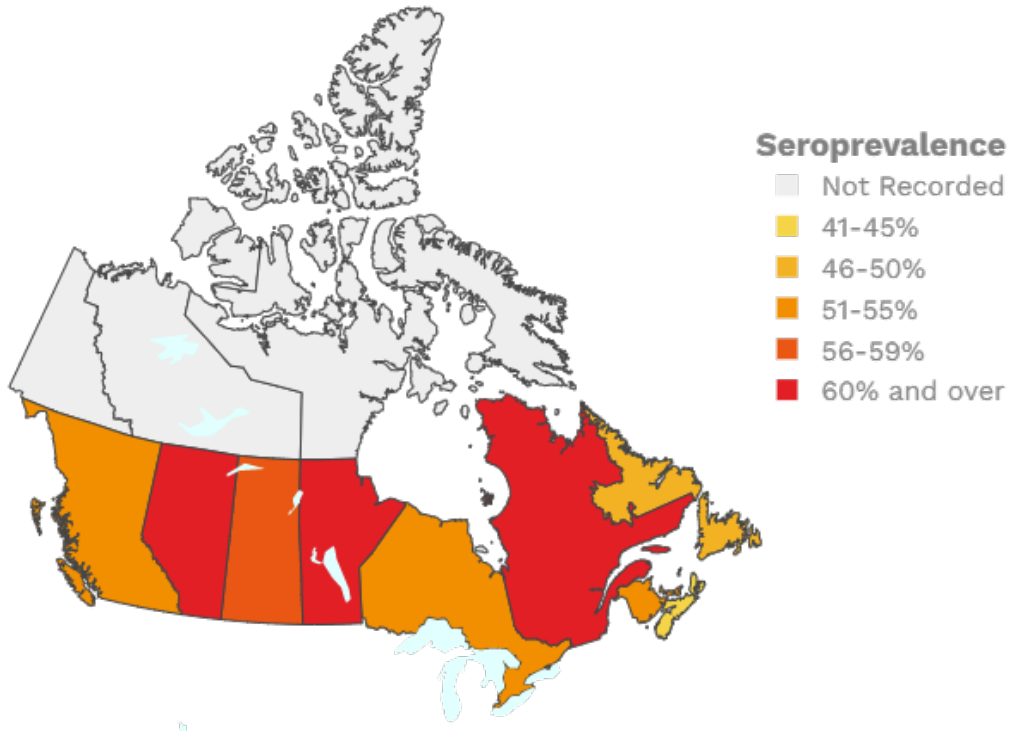 Seroprevalence
Not Recorded
41-45%
46-50%
51-55%
56-59%
60% and over